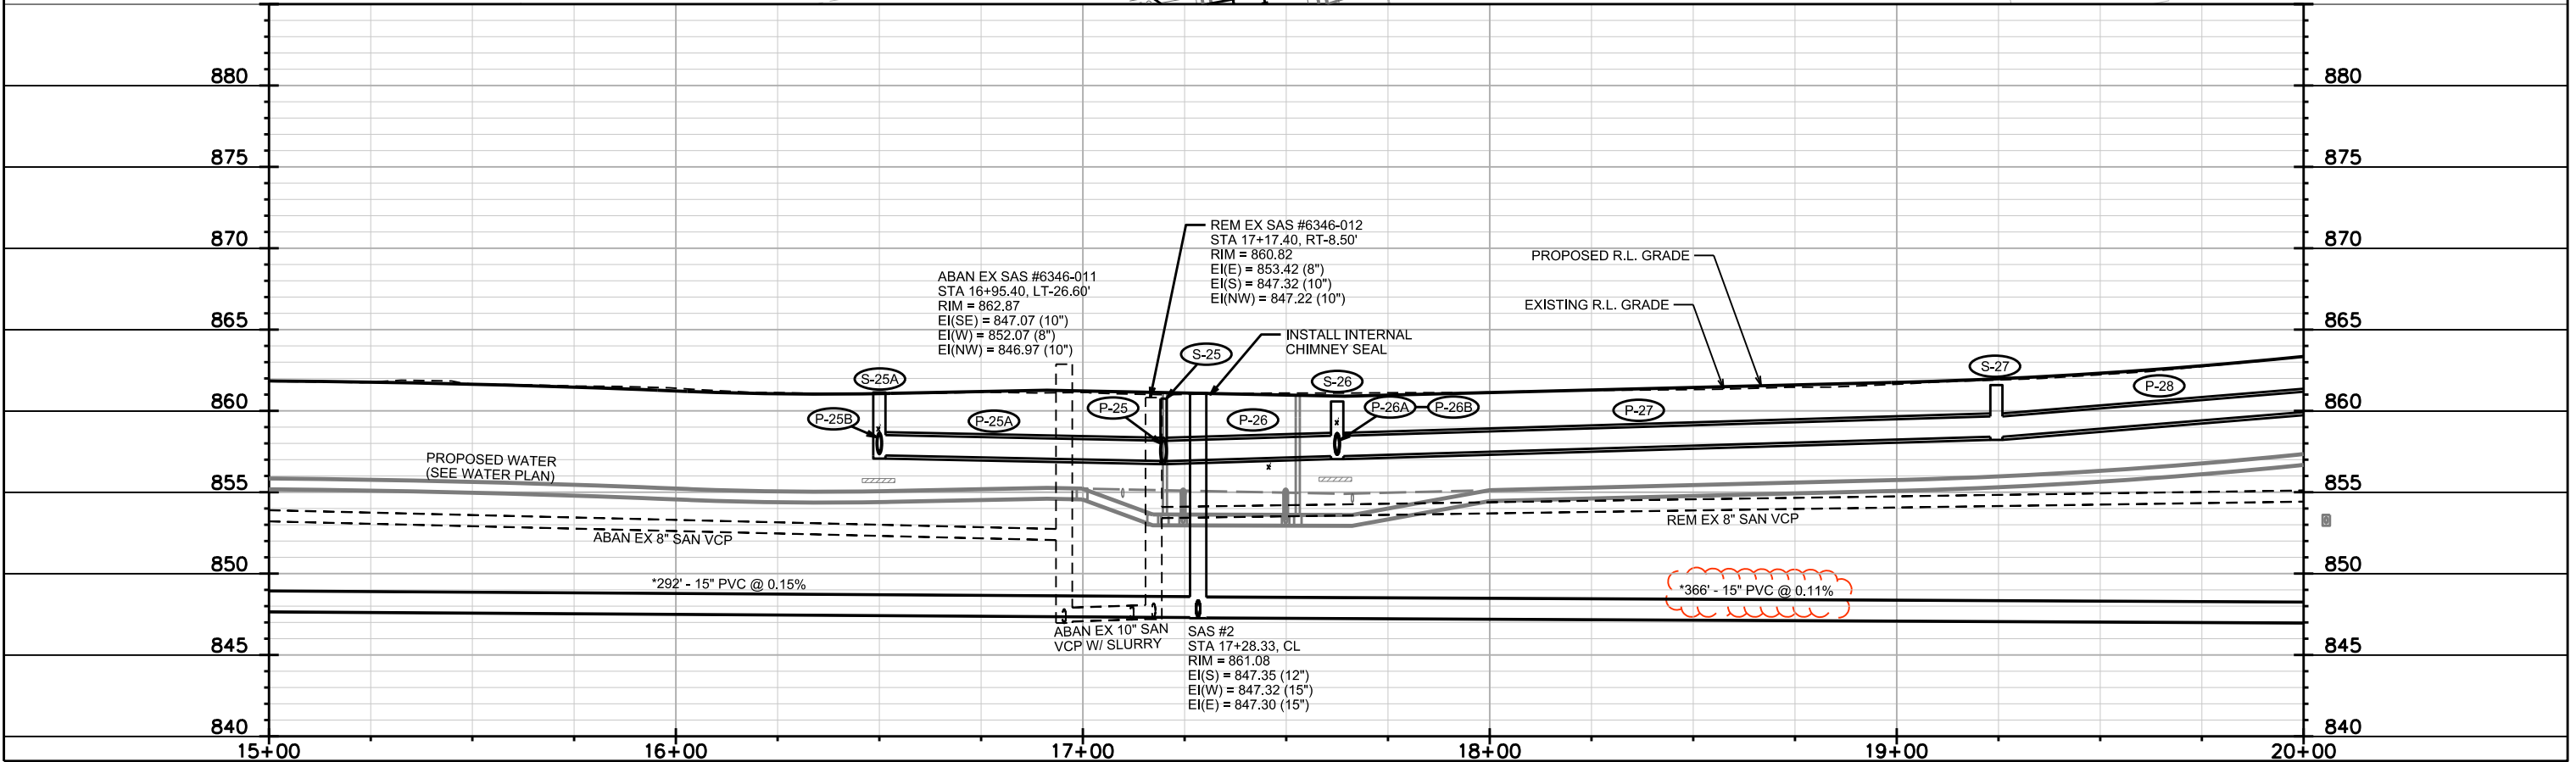 880
880
875
875
870
870
865
865
860
860
855
855
850
850
845
845
840
840
15+00
16+00
17+00
18+00
19+00
20+00
REM EX SAS #6346-012
STA 17+17.40, RT-8.50'
RIM = 860.82
EI(E) = 853.42 (8")
EI(S) = 847.32 (10")
EI(NW) = 847.22 (10")
ABAN EX SAS #6346-011
STA 16+95.40, LT-26.60'
RIM = 862.87
EI(SE) = 847.07 (10")
EI(W) = 852.07 (8")
EI(NW) = 846.97 (10")
PROPOSED R.L. GRADE
EXISTING R.L. GRADE
INSTALL INTERNAL
CHIMNEY SEAL
S-25A
S-25
S-26
S-27
P-25B
P-25A
P-25
P-26
P-26A
P-26B
P-27
P-28
PROPOSED WATER
(SEE WATER PLAN)
ABAN EX 8" SAN VCP
REM EX 8" SAN VCP
*292' - 15" PVC @ 0.15%
*366' - 15" PVC @ 0.11%
ABAN EX 10" SAN
VCP W/ SLURRY
SAS #2
STA 17+28.33, CL
RIM = 861.08
EI(S) = 847.35 (12")
EI(W) = 847.32 (15")
EI(E) = 847.30 (15")